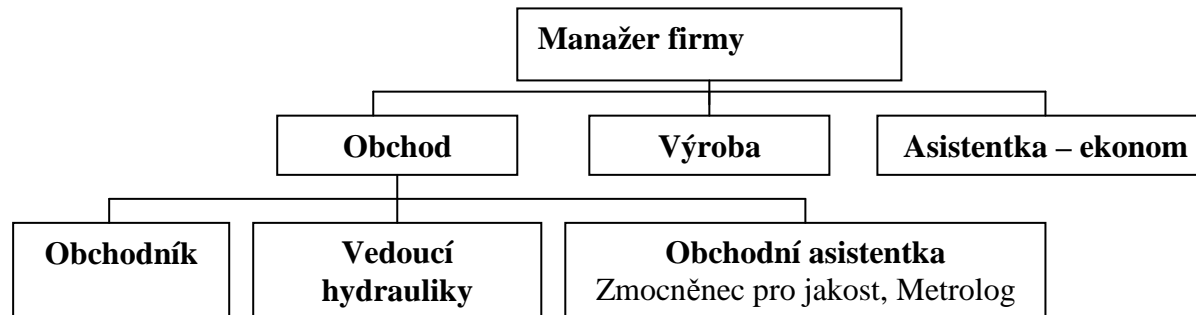 Manažer firmy
Obchod
Výroba
Asistentka – ekonom
Obchodník
Vedoucí
hydrauliky
Obchodní asistentka
Zmocněnec pro jakost, Metrolog